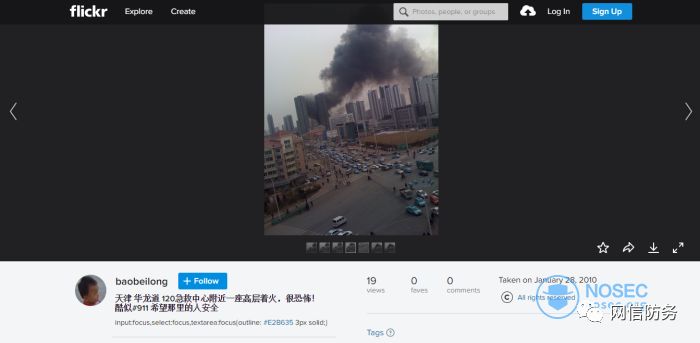 flickr Explore Create Photos, people, or groups Log In Sign Up
baobeilong + Follow
天津 华龙道 120急救中心附近一座高层着火，很恐怖！
酷似#911 希望那里的人安全
input:focus,select:focus,textarea:focus{outline: #E2B635 3px solid;}
19 0 0
views faves comments
Taken on January 28, 2010
© All rights reserved
Tags ?
NOSEC
NOSEC.ORG
网信防务